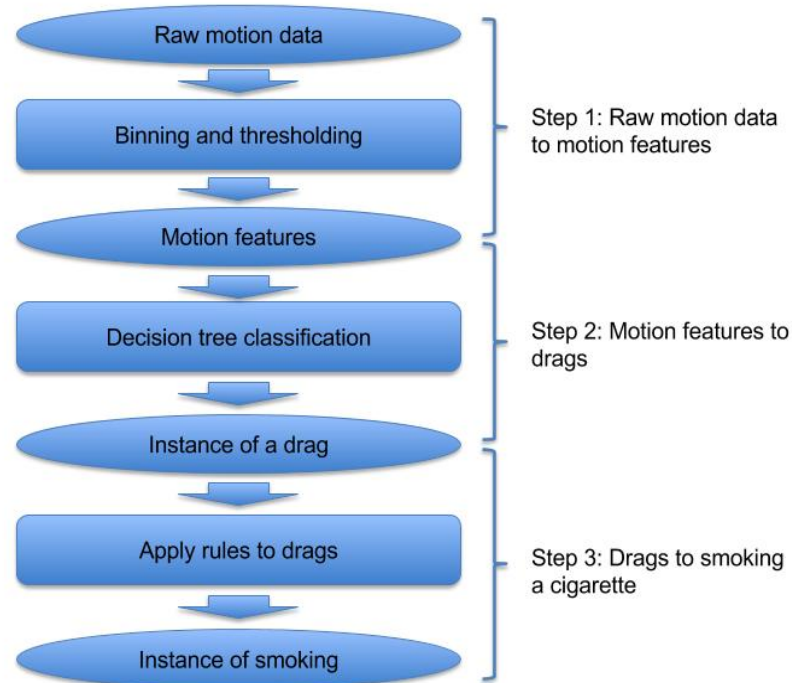 Raw motion data
Binning and thresholding
Step 1: Raw motion data
to motion features
Motion features
Decision tree classification
Step 2: Motion features to
drags
Instance of a drag
Apply rules to drags
Step 3: Drags to smoking
a cigarette
Instance of smoking